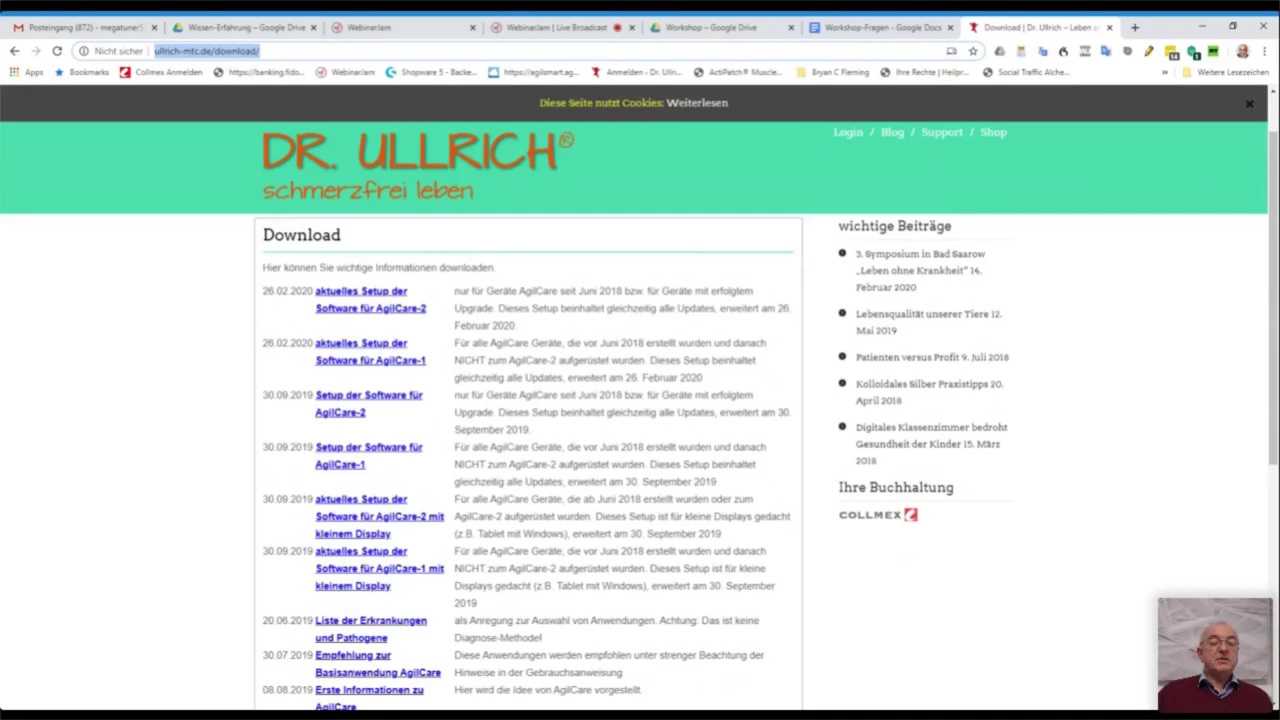 Posteingang (872) - megatuner5
Wissen-Erfahrung – Google Drive
WebinarJam
WebinarJam | Live Broadcast
Workshop – Google Drive
Workshop-Fragen - Google Docs
Download | Dr. Ullrich – Leben o
Nicht sicher | ullrich-mtc.de/download/
Apps
Bookmarks
Collmex Anmelden
https://banking.fido...
WebinarJam
Shopware 5 - Backe...
https://agilsmart.ag...
Anmelden - Dr. Ull...
ActiPatch® Muscle...
Bryan C Fleming
Ihre Rechte | Heilpr...
Social Traffic Alche...
»
Weitere Lesezeichen
Diese Seite nutzt Cookies: Weiterlesen
Login / Blog / Support / Shop
DR. ULLRICH®
schmerzfrei leben
Download
Hier können Sie wichtige Informationen downloaden.
26.02.2020 aktuelles Setup der nur für Geräte AgilCare seit Juni 2018 bzw. für Geräte mit erfolgtem
Software für AgilCare-2 Upgrade. Dieses Setup beinhaltet gleichzeitig alle Updates, erweitert am 26.
Februar 2020.
26.02.2020 aktuelles Setup der Für alle AgilCare Geräte, die vor Juni 2018 erstellt wurden und danach
Software für AgilCare-1 NICHT zum AgilCare-2 aufgerüstet wurden. Dieses Setup beinhaltet
gleichzeitig alle Updates, erweitert am 26. Februar 2020
30.09.2019 Setup der Software für nur für Geräte AgilCare seit Juni 2018 bzw. für Geräte mit erfolgtem
AgilCare-2 Upgrade. Dieses Setup beinhaltet gleichzeitig alle Updates, erweitert am 30.
September 2019.
30.09.2019 Setup der Software für Für alle AgilCare Geräte, die vor Juni 2018 erstellt wurden und danach
AgilCare-1 NICHT zum AgilCare-2 aufgerüstet wurden. Dieses Setup beinhaltet
gleichzeitig alle Updates, erweitert am 30. September 2019
30.09.2019 aktuelles Setup der Für alle AgilCare Geräte, die ab Juni 2018 erstellt wurden oder zum
Software für AgilCare-2 mit AgilCare-2 aufgerüstet wurden. Dieses Setup ist für kleine Displays gedacht
kleinem Display (z.B. Tablet mit Windows), erweitert am 30. September 2019
30.09.2019 aktuelles Setup der Für alle AgilCare Geräte, die vor Juni 2018 erstellt wurden und danach
Software für AgilCare-1 mit NICHT zum AgilCare-2 aufgerüstet wurden. Dieses Setup ist für kleine
kleinem Display Displays gedacht (z.B. Tablet mit Windows), erweitert am 30. September
2019
20.06.2019 Liste der Erkrankungen als Anregung zur Auswahl von Anwendungen. Achtung: Das ist keine
und Pathogene Diagnose-Methode!
30.07.2019 Empfehlung zur Diese Anwendungen werden empfohlen unter strenger Beachtung der
Basisanwendung AgilCare Hinweise in der Gebrauchsanweisung
08.08.2019 Erste Informationen zu Hier wird die Idee von AgilCare vorgestellt.
AgilCare
wichtige Beiträge
3. Symposium in Bad Saarow
„Leben ohne Krankheit“ 14.
Februar 2020
Lebensqualität unserer Tiere 12.
Mai 2019
Patienten versus Profit 9. Juli 2018
Kolloidales Silber Praxistipps 20.
April 2018
Digitales Klassenzimmer bedroht
Gesundheit der Kinder 15. März
2018
Ihre Buchhaltung
COLLMEX